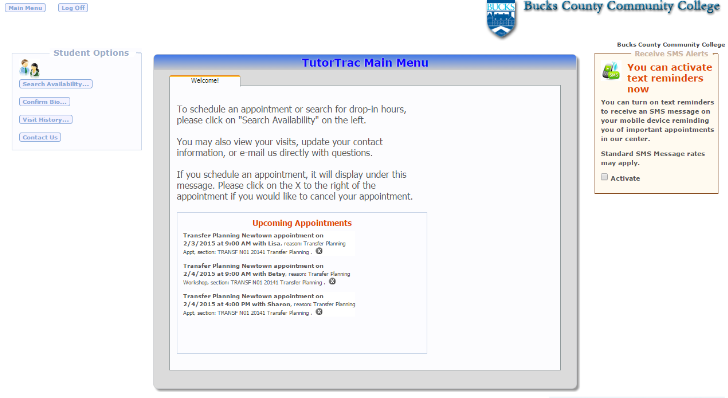 Main Menu Log Off
BUCKS Bucks County Community College
Bucks County Community College
Student Options
Search Availability...
Confirm Bio...
Visit History...
Contact Us
TutorTrac Main Menu
Welcome!
To schedule an appointment or search for drop-in hours,
please click on "Search Availability" on the left.
You may also view your visits, update your contact
information, or e-mail us directly with questions.
If you schedule an appointment, it will display under this
message. Please click on the X to the right of the
appointment if you would like to cancel your appointment.
Upcoming Appointments
Transfer Planning Newtown appointment on
2/3/2015 at 9:00 AM with Lisa, reason: Transfer Planning
Appt. section: TRANSF N01 20141 Transfer Planning .
Transfer Planning Newtown appointment on
2/4/2015 at 9:00 AM with Betsy, reason: Transfer Planning
Workshop, section: TRANSF N01 20141 Transfer Planning .
Transfer Planning Newtown appointment on
2/4/2015 at 4:00 PM with Sharon, reason: Transfer Planning
Appt. section: TRANSF N01 20141 Transfer Planning .
Receive SMS Alerts
You can activate
text reminders
now
You can turn on text reminders
to receive an SMS message on
your mobile device reminding
you of important appointments
in our center.
Standard SMS Message rates
may apply.
Activate